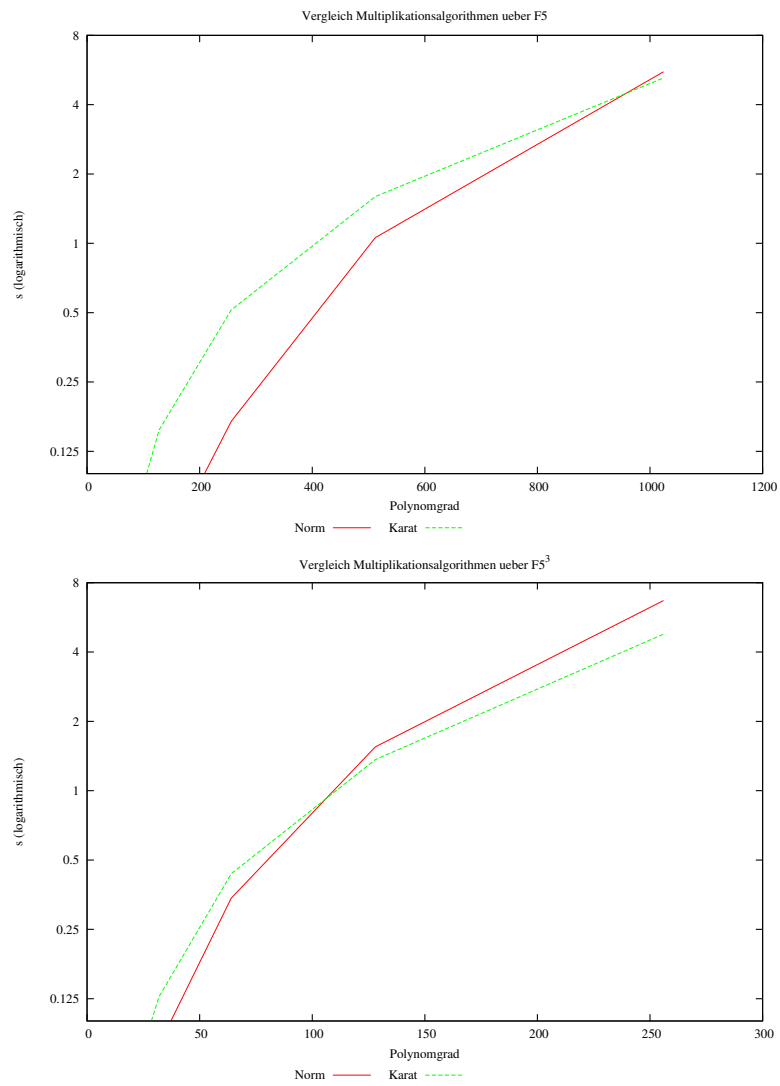 Vergleich Multiplikationsalgorithmen ueber F5
8
4
2
1
0.5
0.25
0.125
s (logarithmisch)
0 200 400 600 800 1000 1200
Polynomgrad
Norm Karat
Vergleich Multiplikationsalgorithmen ueber F5³
8
4
2
1
0.5
0.25
0.125
s (logarithmisch)
0 50 100 150 200 250 300
Polynomgrad
Norm Karat